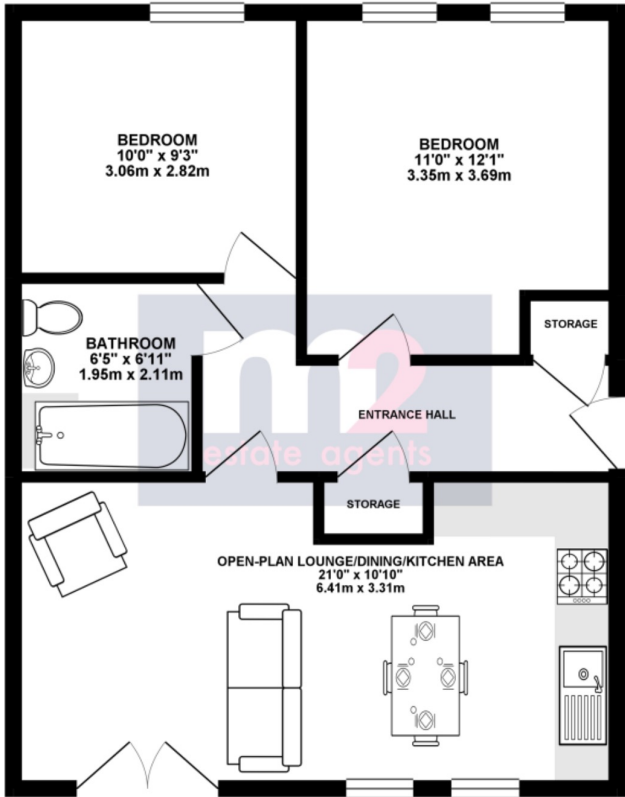 BEDROOM
10'0" x 9'3"
3.06m x 2.82m
BEDROOM
11'0" x 12'1"
3.35m x 3.69m
BATHROOM
6'5" x 6'11"
1.95m x 2.11m
STORAGE
m2
ENTRANCE HALL
estate agents
STORAGE
OPEN-PLAN LOUNGE/DINING/KITCHEN AREA
21'0" x 10'10"
6.41m x 3.31m